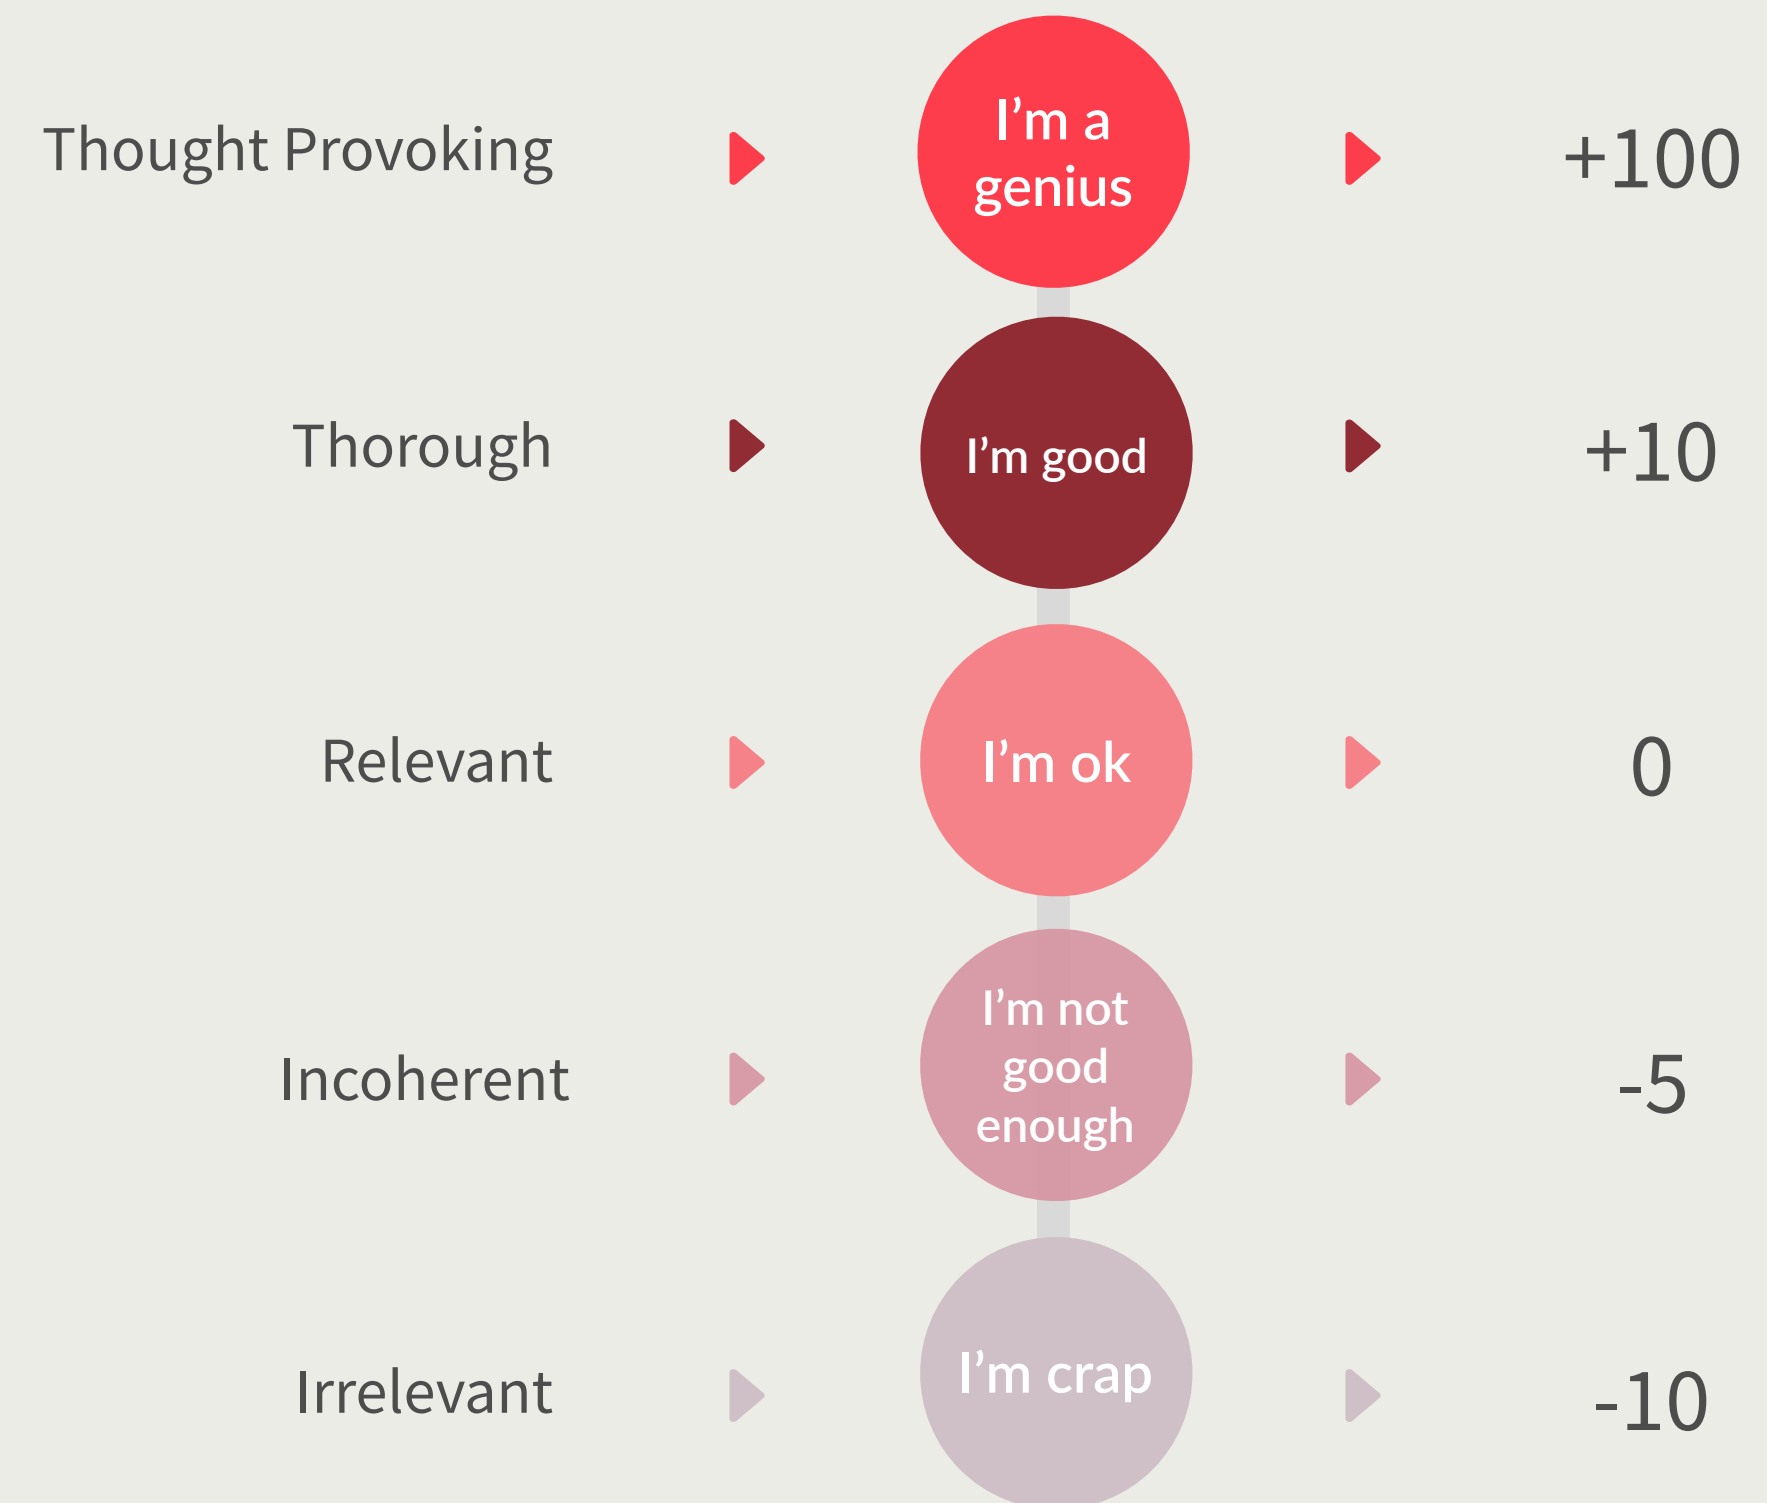 Thought Provoking
I’m a
genius
+100
Thorough
I’m good
+10
Relevant
I’m ok
0
Incoherent
I’m not
good
enough
-5
Irrelevant
I’m crap
-10